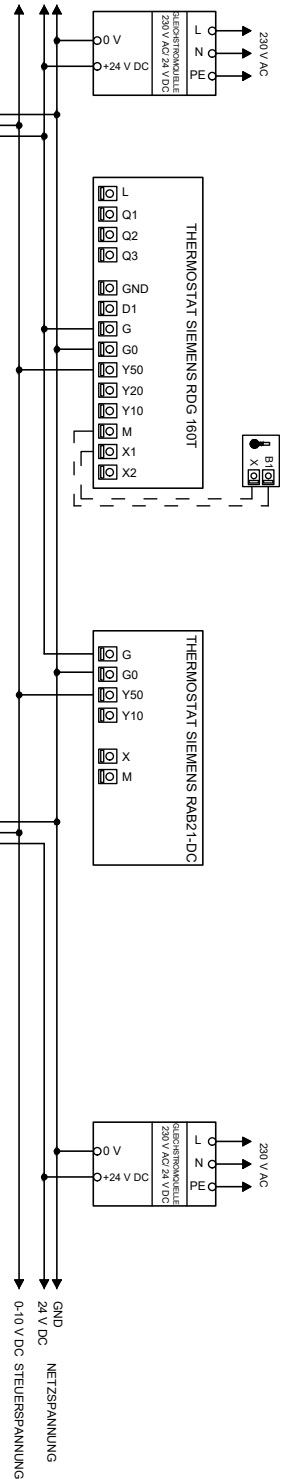 230 V AC
L
N
PE
GLEICHSTROMQUELLE
230 V AC/ 24 V DC
0 V
+24 V DC
THERMOSTAT SIEMENS RDG 160T
L
Q1
Q2
Q3
GND
D1
G
G0
Y50
Y20
Y10
M
X1
X2
B1
X
THERMOSTAT SIEMENS RAB21-DC
G
G0
Y50
Y10
X
M
230 V AC
L
N
PE
GLEICHSTROMQUELLE
230 V AC/ 24 V DC
0 V
+24 V DC
GND
24 V DC
NETZSPANNUNG
0-10 V DC STEUERSPANNUNG